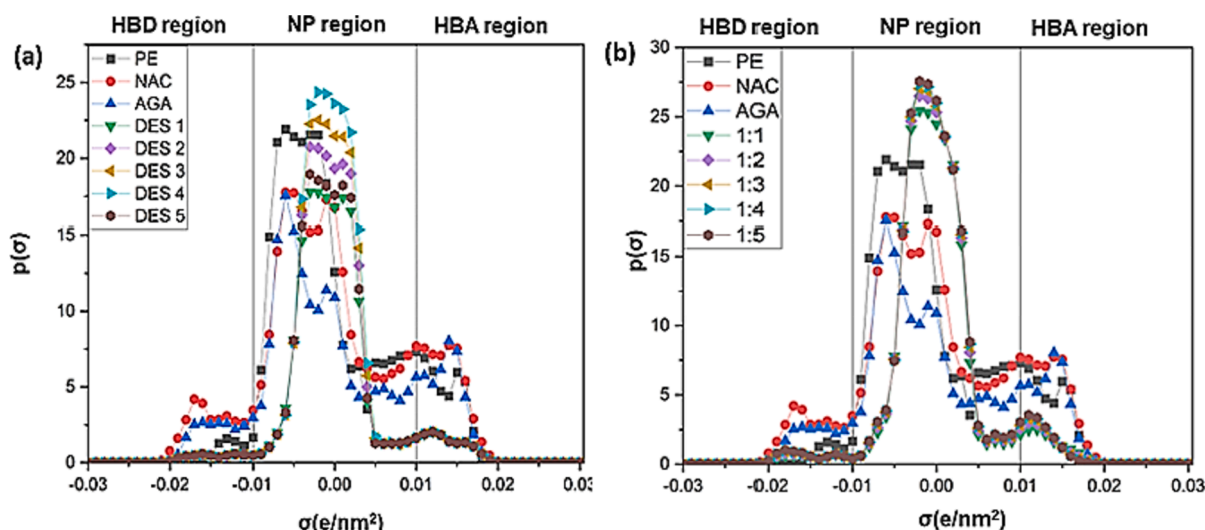 HBD region NP region HBA region
(a)
PE
NAC
AGA
DES 1
DES 2
DES 3
DES 4
DES 5
25
20
15
10
5
0
p(σ)
-0.03 -0.02 -0.01 0.00 0.01 0.02 0.03
σ(e/nm²)
HBD region NP region HBA region
(b)
PE
NAC
AGA
1:1
1:2
1:3
1:4
1:5
30
25
20
15
10
5
0
p(σ)
-0.03 -0.02 -0.01 0.00 0.01 0.02 0.03
σ(e/nm²)